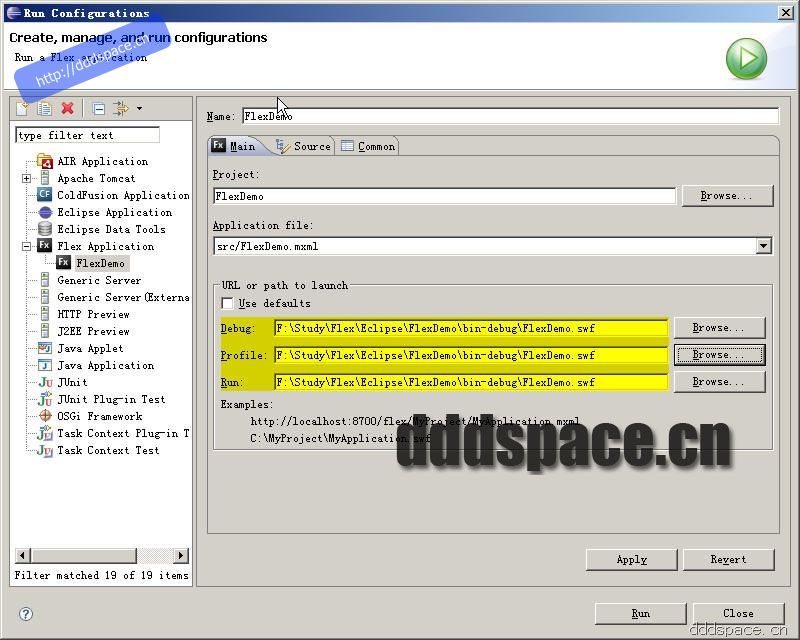 Run Configurations
Create, manage, and run configurations
Run a Flex application
http://dddspace.cn
Name: FlexDemo
type filter text
Main
Source
Common
AIR Application
Apache Tomcat
ColdFusion Application
Eclipse Application
Eclipse Data Tools
Flex Application
FlexDemo
Generic Server
Generic Server(Externa
HTTP Preview
J2EE Preview
Java Applet
Java Application
JUnit
JUnit Plug-in Test
OSGi Framework
Task Context Plug-in T
Task Context Test
Filter matched 19 of 19 items
Project:
FlexDemo
Browse...
Application file:
src/FlexDemo.mxml
URL or path to launch
Use defaults
Debug: F:\Study\Flex\Eclipse\FlexDemo\bin-debug\FlexDemo.swf Browse...
Profile: F:\Study\Flex\Eclipse\FlexDemo\bin-debug\FlexDemo.swf Browse...
Run: F:\Study\Flex\Eclipse\FlexDemo\bin-debug\FlexDemo.swf Browse...
Examples:
http://localhost:8700/flex/MyProject/MyApplication.mxml
C:\MyProject\MyApplication.swf
dddspace.cn
Apply
Revert
Run
Close
dddspace.cn